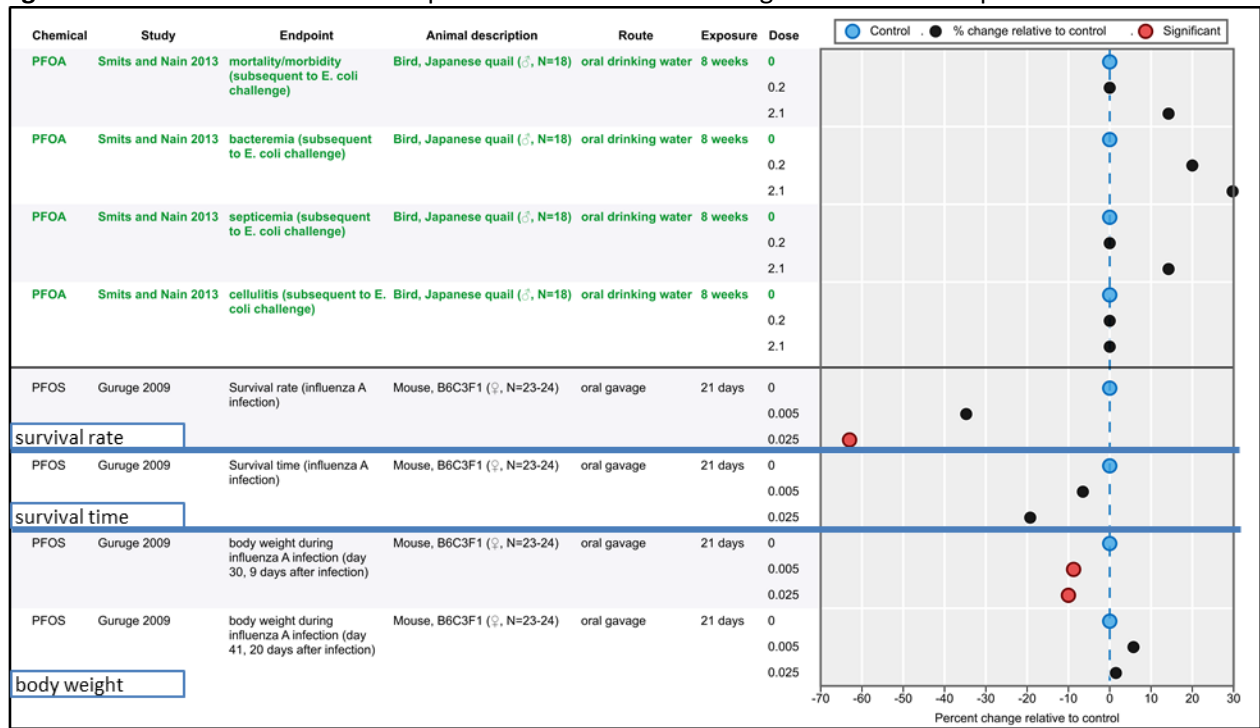 Chemical Study Endpoint Animal description Route Exposure Dose
Control . % change relative to control . Significant
PFOA Smits and Nain 2013 mortality/morbidity Bird, Japanese quail (♂, N=18) oral drinking water 8 weeks 0
(subsequent to E. coli 0.2
challenge) 2.1
PFOA Smits and Nain 2013 bacteremia (subsequent Bird, Japanese quail (♂, N=18) oral drinking water 8 weeks 0
to E. coli challenge) 0.2
2.1
PFOA Smits and Nain 2013 septicemia (subsequent Bird, Japanese quail (♂, N=18) oral drinking water 8 weeks 0
to E. coli challenge) 0.2
2.1
PFOA Smits and Nain 2013 cellulitis (subsequent to E. Bird, Japanese quail (♂, N=18) oral drinking water 8 weeks 0
coli challenge) 0.2
2.1
PFOS Guruge 2009 Survival rate (influenza A Mouse, B6C3F1 (♀, N=23-24) oral gavage 21 days 0
infection) 0.005
survival rate 0.025
PFOS Guruge 2009 Survival time (influenza A Mouse, B6C3F1 (♀, N=23-24) oral gavage 21 days 0
infection) 0.005
survival time 0.025
PFOS Guruge 2009 body weight during Mouse, B6C3F1 (♀, N=23-24) oral gavage 21 days 0
influenza A infection (day 0.005
30, 9 days after infection) 0.025
PFOS Guruge 2009 body weight during Mouse, B6C3F1 (♀, N=23-24) oral gavage 21 days 0
influenza A infection (day 0.005
41, 20 days after infection) 0.025
body weight
-70 -60 -50 -40 -30 -20 -10 0 10 20 30
Percent change relative to control